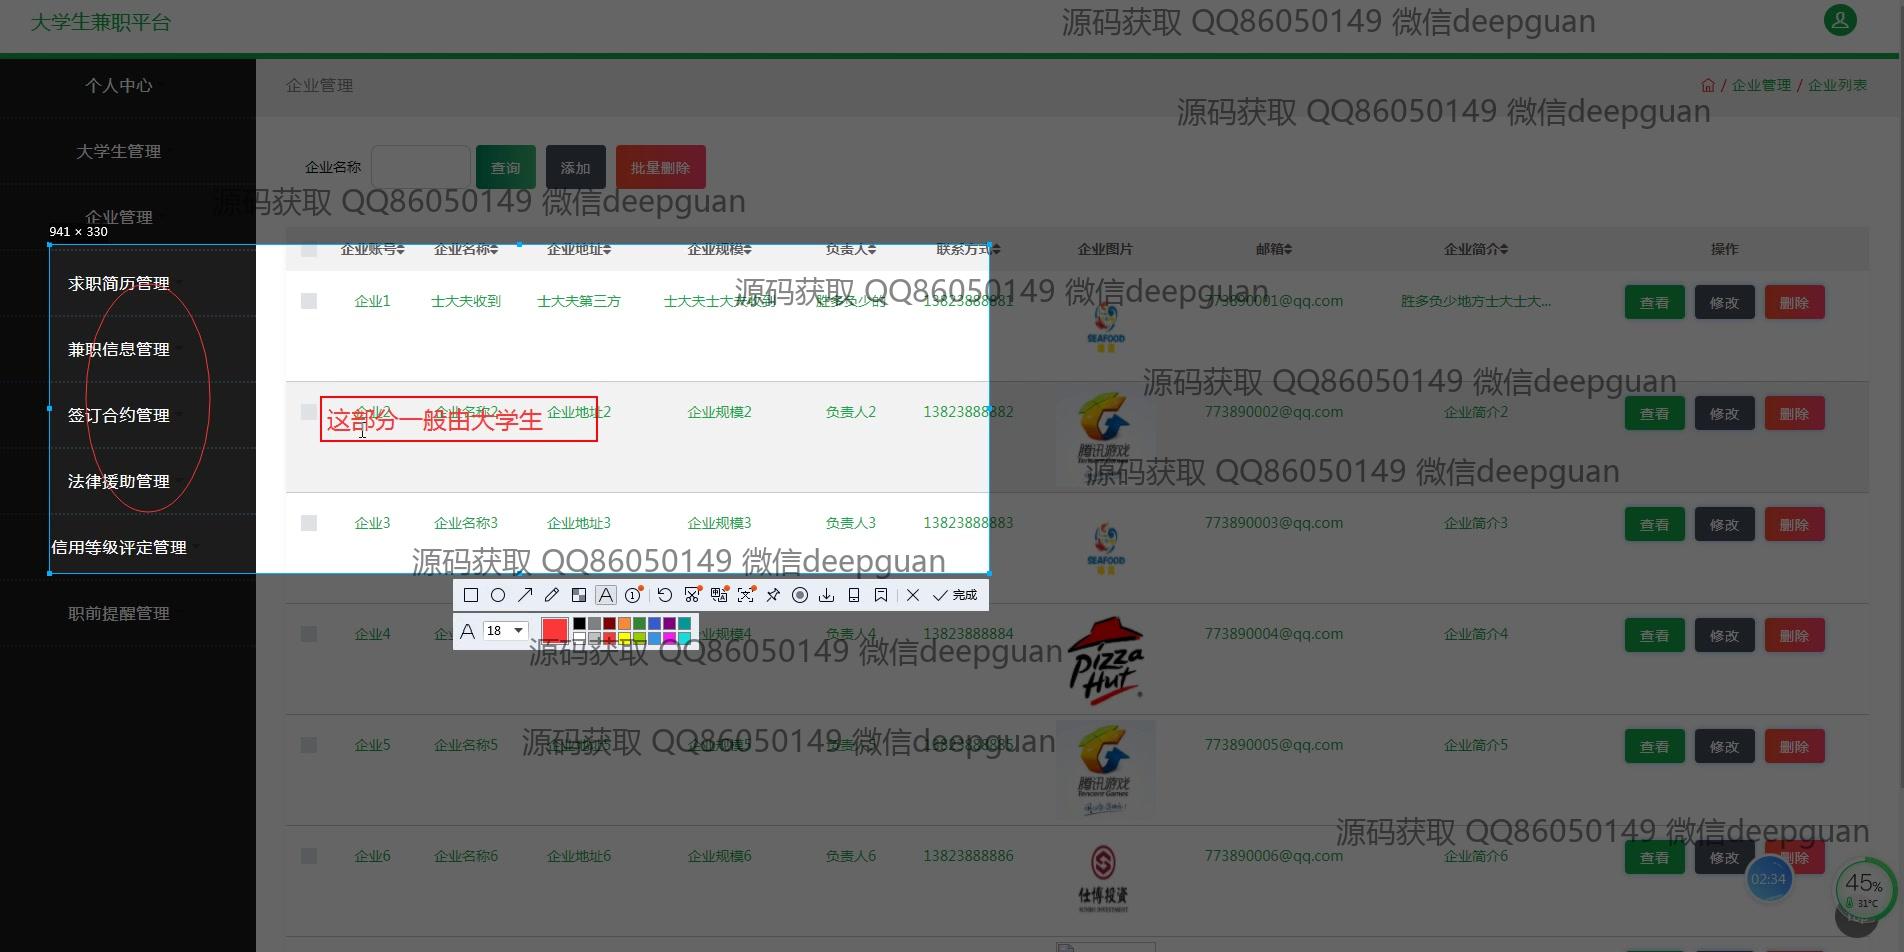 大学生兼职平台
源码获取 QQ86050149 微信deepguan
个人中心
企业管理
企业管理 / 企业列表
源码获取 QQ86050149 微信deepguan
大学生管理
企业名称 查询 添加 批量删除
源码获取 QQ86050149 微信deepguan
企业管理
941 × 330
企业账号 企业名称 企业地址 企业规模 负责人 联系方式 企业图片 邮箱 企业简介 操作
求职简历管理
源码获取 QQ86050149 微信deepguan
企业1 士大夫收到 士大夫第三方 士大夫士大夫收到 胜多负少的 13823888881 773890001@qq.com 胜多负少地方士大士大... 查看 修改 删除
SEAFOOD
兼职信息管理
源码获取 QQ86050149 微信deepguan
签订合约管理
企业2 企业名称2 企业地址2 企业规模2 负责人2 13823888882 773890002@qq.com 企业简介2 查看 修改 删除
这部分一般由大学生
腾讯游戏
源码获取 QQ86050149 微信deepguan
法律援助管理
企业3 企业名称3 企业地址3 企业规模3 负责人3 13823888883 773890003@qq.com 企业简介3 查看 修改 删除
SEAFOOD
信用等级评定管理
源码获取 QQ86050149 微信deepguan
完成
职前提醒管理
A 18
企业4 企业规模4 负责人4 13823888884 773890004@qq.com 企业简介4 查看 修改 删除
Pizza
Hut
源码获取 QQ86050149 微信deepguan
企业5 企业名称5 企业地址5 企业规模5 负责人5 13823888885 773890005@qq.com 企业简介5 查看 修改 删除
源码获取 QQ86050149 微信deepguan
腾讯游戏
Tencent Games
源码获取 QQ86050149 微信deepguan
企业6 企业名称6 企业地址6 企业规模6 负责人6 13823888886 773890006@qq.com 企业简介6 查看 修改 删除
仕博投資
02:34
45%
31°C